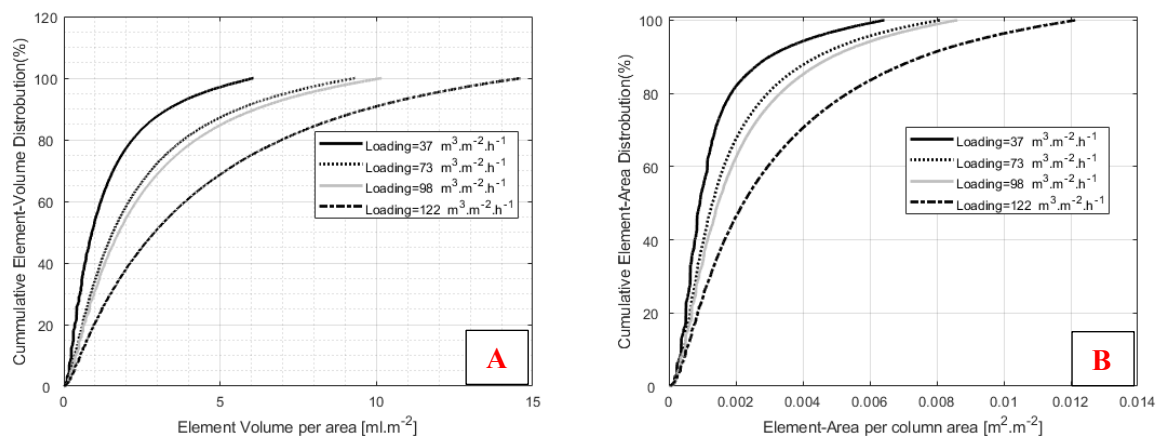 Cummulative Element-Volume Distrobution(%)
120
100
80
60
40
20
0
Loading=37 m³.m⁻².h⁻¹
Loading=73 m³.m⁻².h⁻¹
Loading=98 m³.m⁻².h⁻¹
Loading=122 m³.m⁻².h⁻¹
A
0 5 10 15
Element Volume per area [ml.m⁻²]
Cumulative Element-Area Distrobution(%)
100
80
60
40
20
0
Loading=37 m³.m⁻².h⁻¹
Loading=73 m³.m⁻².h⁻¹
Loading=98 m³.m⁻².h⁻¹
Loading=122 m³.m⁻².h⁻¹
B
0 0.002 0.004 0.006 0.008 0.01 0.012 0.014
Element-Area per column area [m².m⁻²]